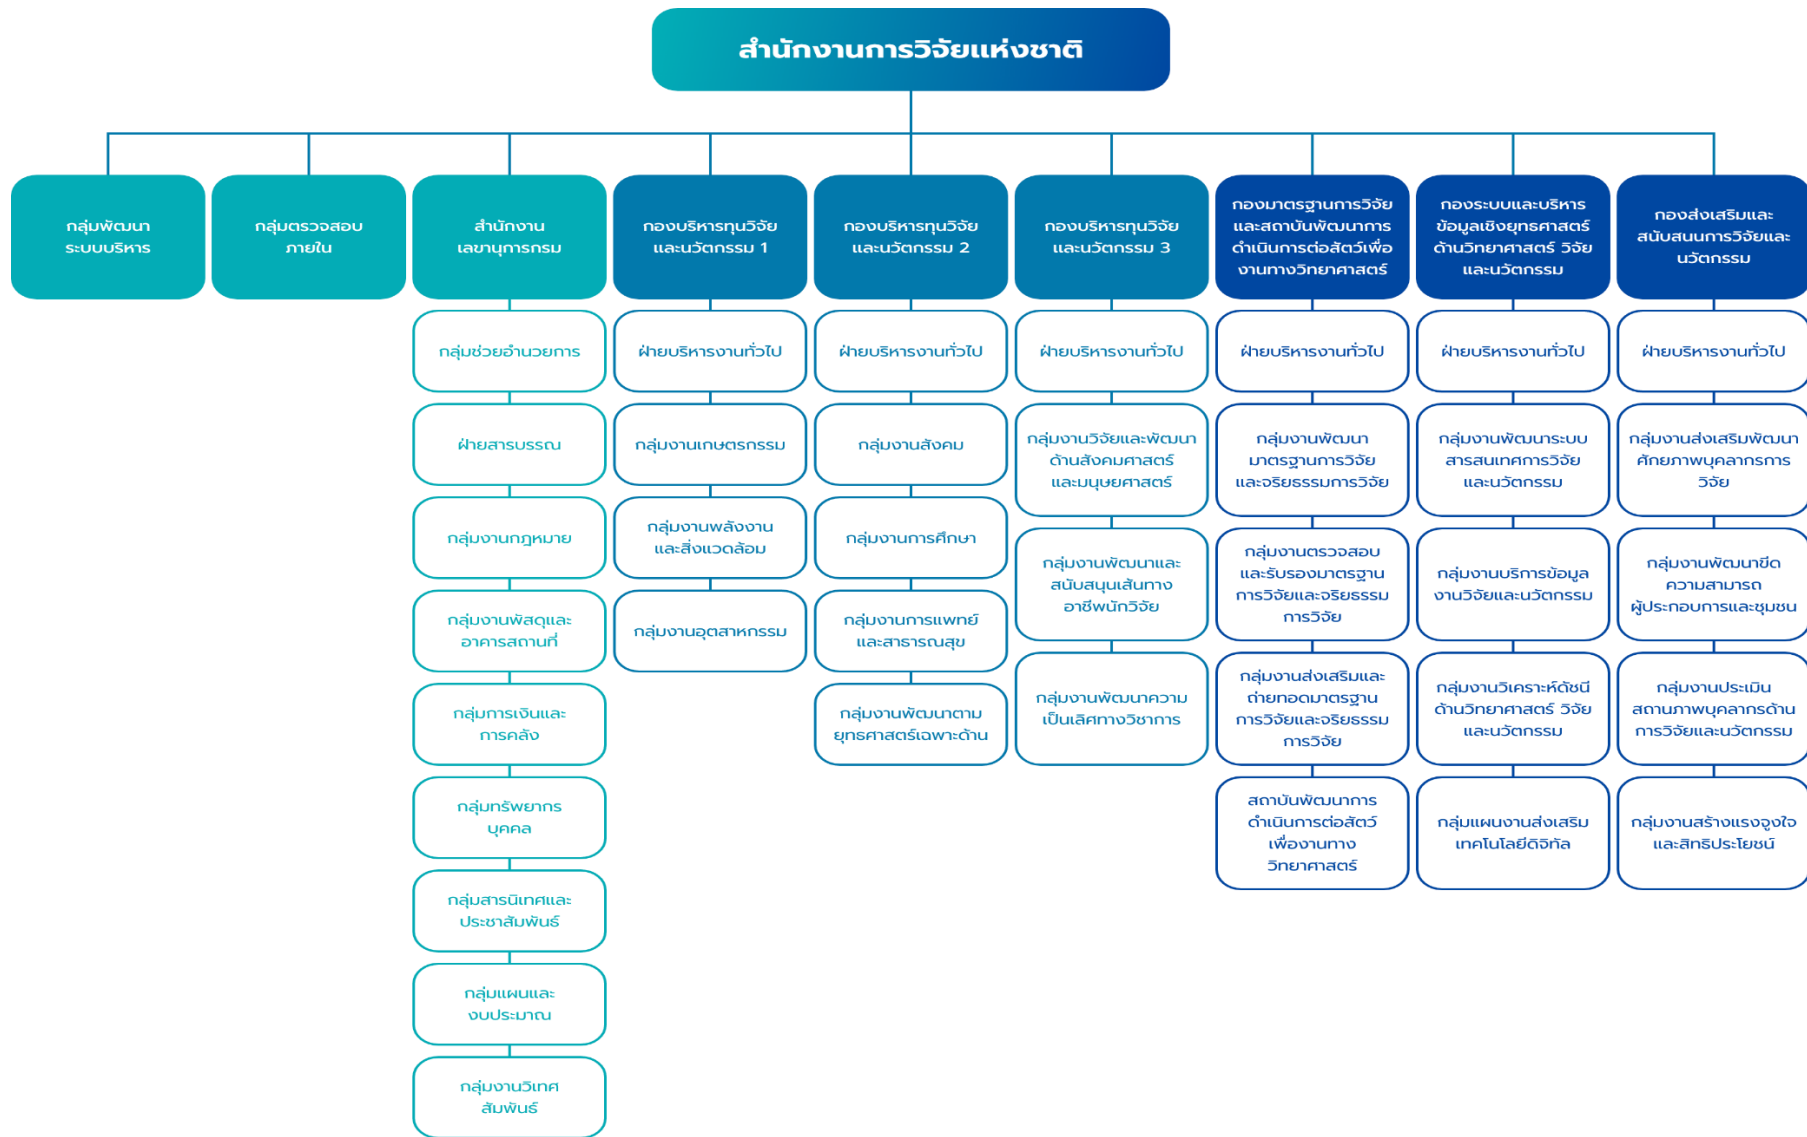 สำนักงานการวิจัยแห่งชาติ
กลุ่มพัฒนา
ระบบบริหาร
กลุ่มตรวจสอบ
ภายใน
สำนักงาน
เลขานุการกรม
กองบริหารทุนวิจัย
และนวัตกรรม 1
กองบริหารทุนวิจัย
และนวัตกรรม 2
กองบริหารทุนวิจัย
และนวัตกรรม 3
กองมาตรฐานการวิจัย
และสถาบันพัฒนาการ
ดำเนินการต่อสัตว์เพื่อ
งานทางวิทยาศาสตร์
กองระบบและบริหาร
ข้อมูลเชิงยุทธศาสตร์
ด้านวิทยาศาสตร์ วิจัย
และนวัตกรรม
กองส่งเสริมและ
สนับสนนการวิจัยและ
นวัตกรรม
กลุ่มช่วยอำนวยการ
ฝ่ายสารบรรณ
กลุ่มงานกฎหมาย
กลุ่มงานพัสดุและ
อาคารสถานที่
กลุ่มการเงินและ
การคลัง
กลุ่มทรัพยากร
บุคคล
กลุ่มสารนิเทศและ
ประชาสัมพันธ์
กลุ่มแผนและ
งบประมาณ
กลุ่มงานวิเทศ
สัมพันธ์
ฝ่ายบริหารงานทั่วไป
กลุ่มงานเกษตรกรรม
กลุ่มงานพลังงาน
และสิ่งแวดล้อม
กลุ่มงานอุตสาหกรรม
ฝ่ายบริหารงานทั่วไป
กลุ่มงานสังคม
กลุ่มงานการศึกษา
กลุ่มงานการแพทย์
และสาธารณสุข
กลุ่มงานพัฒนาตาม
ยุทธศาสตร์เฉพาะด้าน
ฝ่ายบริหารงานทั่วไป
กลุ่มงานวิจัยและพัฒนา
ด้านสังคมศาสตร์
และมนุษยศาสตร์
กลุ่มงานพัฒนาและ
สนับสนุนเส้นทาง
อาชีพนักวิจัย
กลุ่มงานพัฒนาความ
เป็นเลิศทางวิชาการ
ฝ่ายบริหารงานทั่วไป
กลุ่มงานพัฒนา
มาตรฐานการวิจัย
และจริยธรรมการวิจัย
กลุ่มงานตรวจสอบ
และรับรองมาตรฐาน
การวิจัยและจริยธรรม
การวิจัย
กลุ่มงานส่งเสริมและ
ถ่ายทอดมาตรฐาน
การวิจัยและจริยธรรม
การวิจัย
สถาบันพัฒนาการ
ดำเนินการต่อสัตว์
เพื่องานทาง
วิทยาศาสตร์
ฝ่ายบริหารงานทั่วไป
กลุ่มงานพัฒนาระบบ
สารสนเทศการวิจัย
และนวัตกรรม
กลุ่มงานบริการข้อมูล
งานวิจัยและนวัตกรรม
กลุ่มงานวิเคราะห์ดัชนี
ด้านวิทยาศาสตร์ วิจัย
และนวัตกรรม
กลุ่มแผนงานส่งเสริม
เทคโนโลยีดิจิทัล
ฝ่ายบริหารงานทั่วไป
กลุ่มงานส่งเสริมพัฒนา
ศักยภาพบุคลากรการ
วิจัย
กลุ่มงานพัฒนาขีด
ความสามารถ
ผู้ประกอบการและชุมชน
กลุ่มงานประเมิน
สถานภาพบุคลากรด้าน
การวิจัยและนวัตกรรม
กลุ่มงานสร้างแรงจูงใจ
และสิทธิประโยชน์